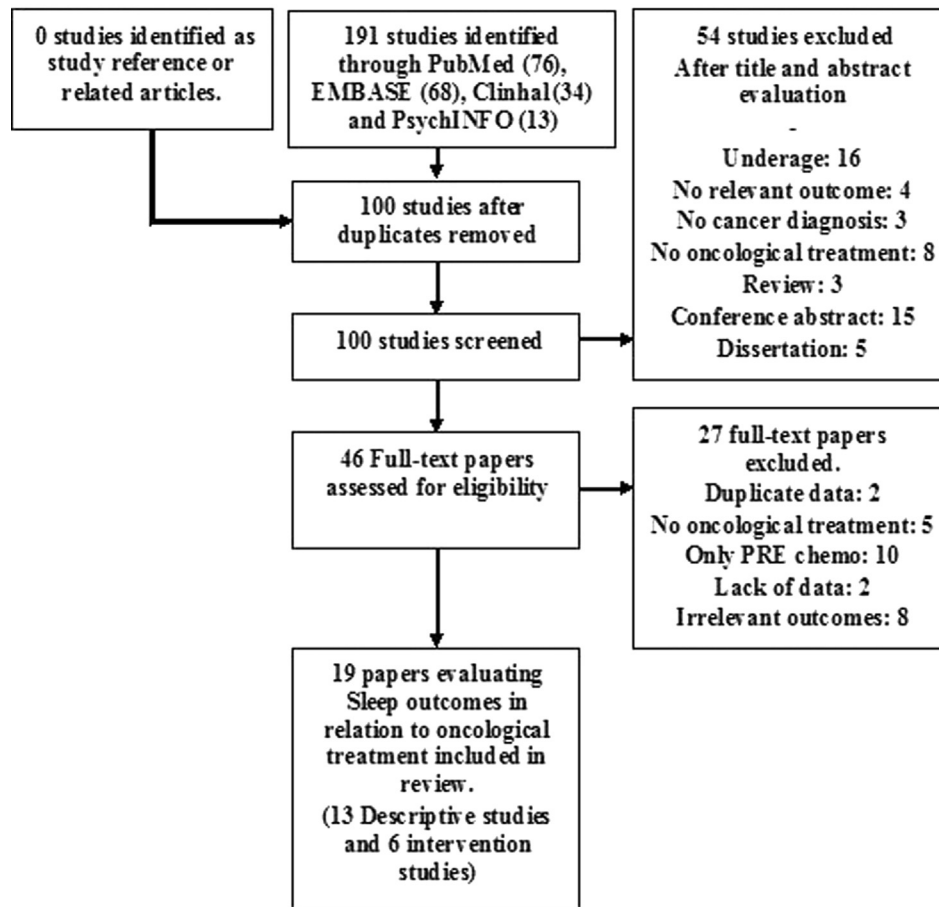 0 studies identified as
study reference or
related articles.
191 studies identified
through PubMed (76),
EMBASE (68), Clinhal(34)
and PsychINFO (13)
54 studies excluded
After title and abstract
evaluation
-
Underage: 16
No relevant outcome: 4
No cancer diagnosis: 3
No oncological treatment: 8
Review: 3
Conference abstract: 15
Dissertation: 5
100 studies after
duplicates removed
100 studies screened
46 Full-text papers
assessed for eligibility
27 full-text papers
excluded.
Duplicate data: 2
No oncological treatment: 5
Only PRE chemo: 10
Lack of data: 2
Irrelevant outcomes: 8
19 papers evaluating
Sleep outcomes in
relation to oncological
treatment included in
review.
(13 Descriptive studies
and 6 intervention
studies)